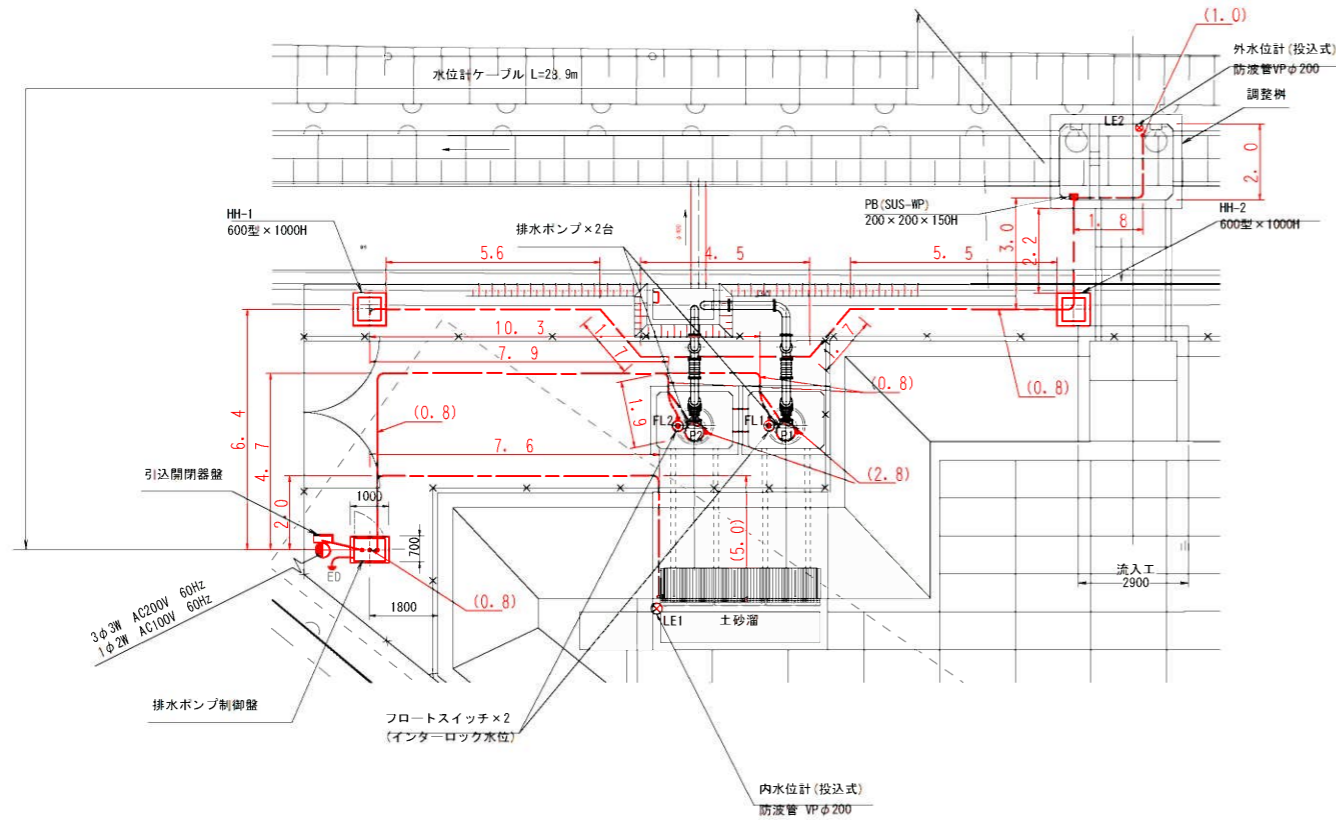 (1.0)
外水位計(投込式)
防波管VPφ200
調整桝
水位計ケーブル L=28.9m
LE2
2.0
PB(SUS-WP)
200×200×150H
1.8
HH-2
600型×1000H
3.0
2.2
HH-1
600型×1000H
排水ポンプ×2台
5.6
4.5
5.5
10.3
1.7
1.7
7.9
(0.8)
(0.8)
(0.8)
1.6
6.4
4.7
2.0
FL2
P2
FL1
P1
7.6
(2.8)
引込開閉器盤
1000
700
(5.0)
ED
(0.8)
1800
3φ3W AC200V 60Hz
1φ2W AC100V 60Hz
流入工
2900
LE1
土砂溜
排水ポンプ制御盤
フロートスイッチ×2
(インターロック水位)
内水位計(投込式)
防波管 VPφ200